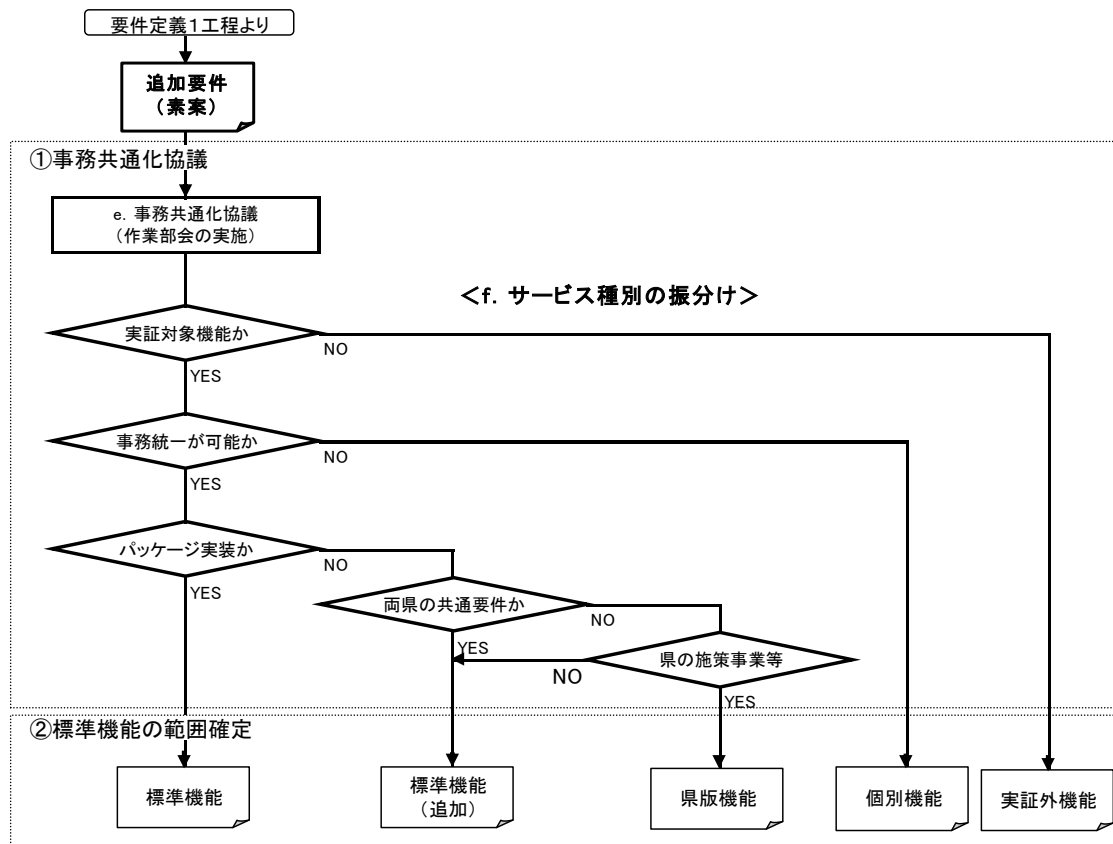 要件定義1工程より
追加要件
（素案）
①事務共通化協議
e. 事務共通化協議
（作業部会の実施）
＜f. サービス種別の振分け＞
実証対象機能か
NO
YES
事務統一が可能か
NO
YES
パッケージ実装か
NO
YES
両県の共通要件か
NO
YES
県の施策事業等
NO
YES
②標準機能の範囲確定
標準機能
標準機能
（追加）
県版機能
個別機能
実証外機能